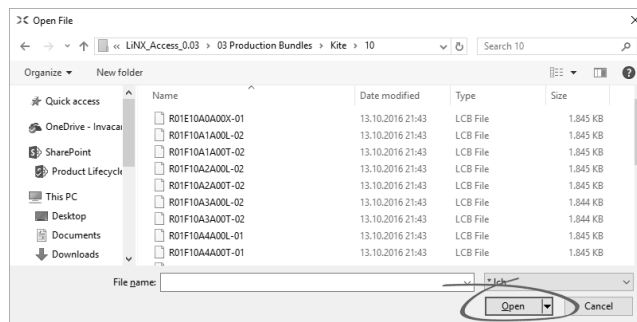 Open File
« LiNX_Access_0.03 > 03 Production Bundles > Kite > 10
Search 10
Organize
New folder
Name Date modified Type Size
Quick access
OneDrive - Invacar
SharePoint
Product Lifecycle
This PC
Desktop
Documents
Downloads
R01E10A0A00X-01 13.10.2016 21:43 LCB File 1.845 KB
R01F10A1A00L-02 13.10.2016 21:43 LCB File 1.845 KB
R01F10A1A00T-02 13.10.2016 21:43 LCB File 1.845 KB
R01F10A2A00L-02 13.10.2016 21:43 LCB File 1.845 KB
R01F10A2A00T-02 13.10.2016 21:43 LCB File 1.845 KB
R01F10A3A00L-02 13.10.2016 21:43 LCB File 1.844 KB
R01F10A3A00T-02 13.10.2016 21:43 LCB File 1.844 KB
R01F10A4A00L-01 13.10.2016 21:43 LCB File 1.845 KB
R01F10A4A00T-01 13.10.2016 21:43 LCB File 1.845 KB
File name:
*.lcb
Open
Cancel